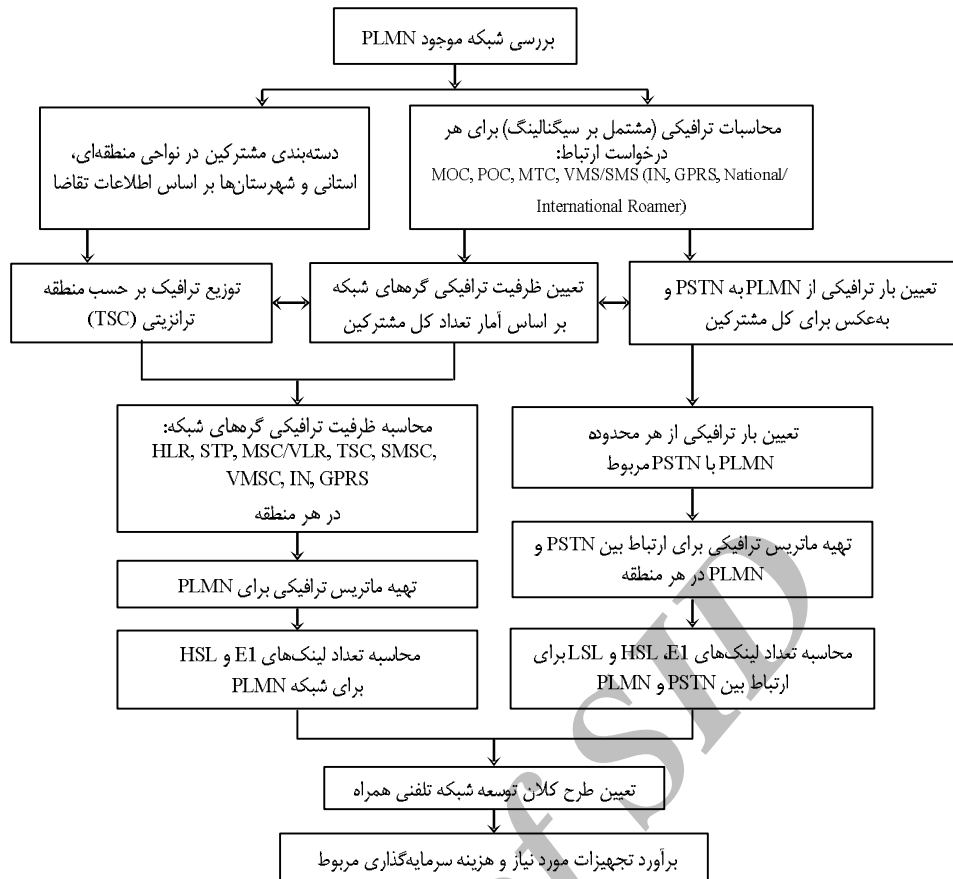 بررسی شبکه موجود PLMN
محاسبات ترافیکی (مشتمل بر سیگنالینگ) برای هر
درخواست ارتباط:
MOC, POC, MTC, VMS/SMS (IN, GPRS, National/
International Roamer)
دسته‌بندی مشترکین در نواحی منطقه‌ای،
استانی و شهرستان‌ها بر اساس اطلاعات تقاضا
تعیین بار ترافیکی از PLMN به PSTN و
به‌عکس برای کل مشترکین
تعیین ظرفیت ترافیکی گره‌های شبکه
بر اساس آمار تعداد کل مشترکین
توزیع ترافیک بر حسب منطقه
ترانزیتی (TSC)
تعیین بار ترافیکی از هر محدوده
PLMN با PSTN مربوط
محاسبه ظرفیت ترافیکی گره‌های شبکه:
HLR, STP, MSC/VLR, TSC, SMSC,
VMSC, IN, GPRS
در هر منطقه
تهیه ماتریس ترافیکی برای ارتباط بین PSTN و
PLMN در هر منطقه
تهیه ماتریس ترافیکی برای PLMN
محاسبه تعداد لینک‌های E1، HSL و LSL برای
ارتباط بین PSTN و PLMN
محاسبه تعداد لینک‌های E1 و HSL
برای شبکه PLMN
تعیین طرح کلان توسعه شبکه تلفنی همراه
برآورد تجهیزات مورد نیاز و هزینه سرمایه‌گذاری مربوط
of SID